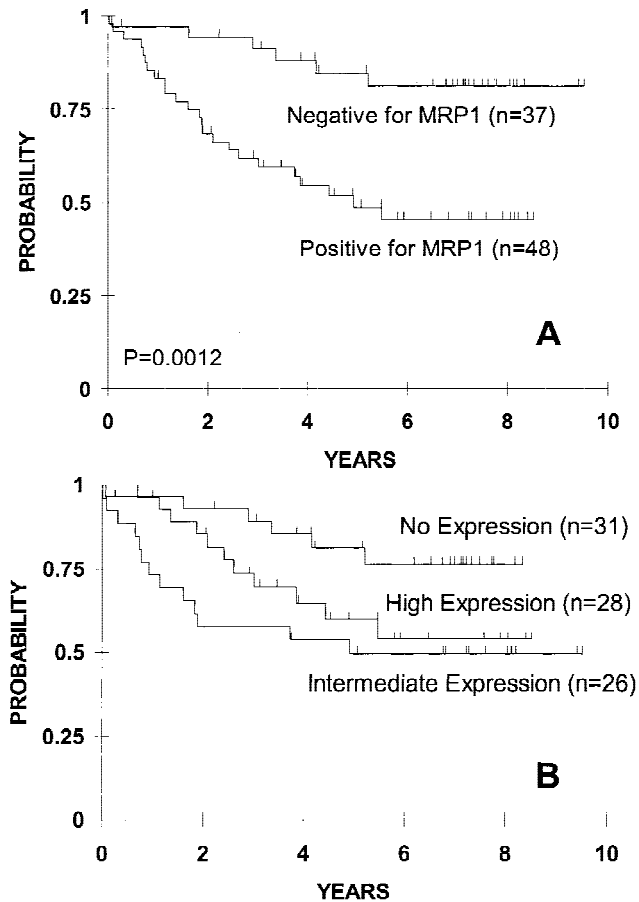 1
0.75
0.5
0.25
0
PROBABILITY
Negative for MRP1 (n=37)
Positive for MRP1 (n=48)
A
P=0.0012
0 2 4 6 8 10
YEARS
1
0.75
0.5
0.25
0
PROBABILITY
No Expression (n=31)
High Expression (n=28)
Intermediate Expression (n=26)
B
0 2 4 6 8 10
YEARS